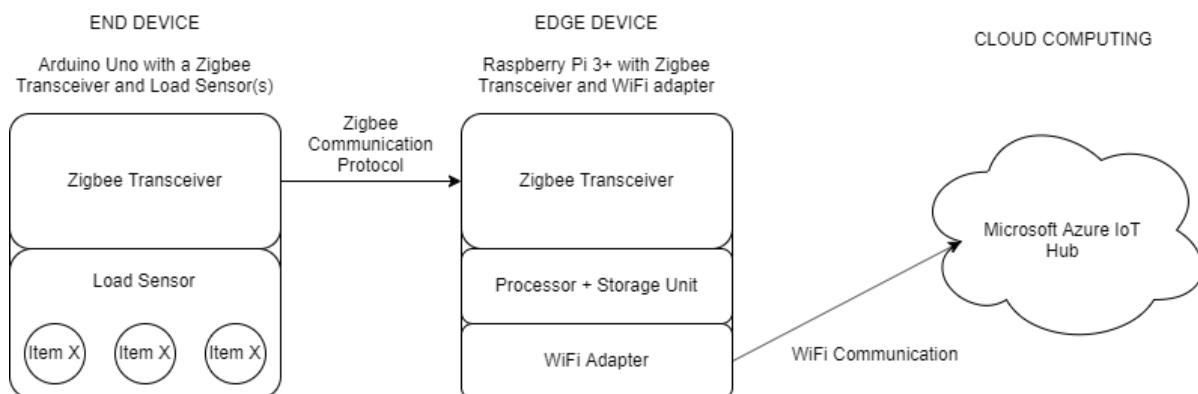 END DEVICE
Arduino Uno with a Zigbee
Transceiver and Load Sensor(s)
Zigbee Transceiver
Load Sensor
Item X
Item X
Item X
Zigbee
Communication
Protocol
EDGE DEVICE
Raspberry Pi 3+ with Zigbee
Transceiver and WiFi adapter
Zigbee Transceiver
Processor + Storage Unit
WiFi Adapter
WiFi Communication
CLOUD COMPUTING
Microsoft Azure IoT
Hub